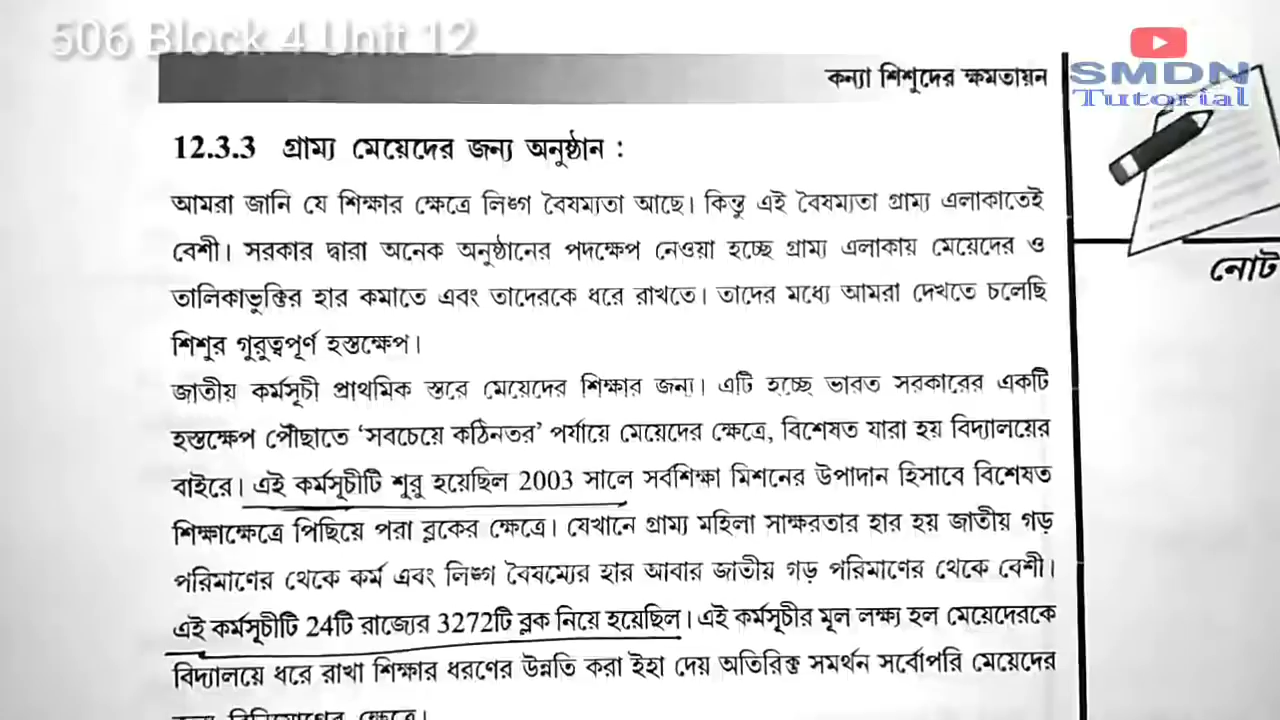 506 Block 4 Unit 12
কন্যা শিশুদের ক্ষমতায়ন
SMDN
Tutorial
12.3.3 গ্রাম্য মেয়েদের জন্য অনুষ্ঠান :
আমরা জানি যে শিক্ষার ক্ষেত্রে লিঙ্গ বৈষম্যতা আছে। কিন্তু এই বৈষম্যতা গ্রাম্য এলাকাতেই
বেশী। সরকার দ্বারা অনেক অনুষ্ঠানের পদক্ষেপ নেওয়া হচ্ছে গ্রাম্য এলাকায় মেয়েদের ও
নোট
তালিকাভুক্তির হার কমাতে এবং তাদেরকে ধরে রাখতে। তাদের মধ্যে আমরা দেখতে চলেছি
শিশুর গুরুত্বপূর্ণ হস্তক্ষেপ।
জাতীয় কর্মসূচী প্রাথমিক স্তরে মেয়েদের শিক্ষার জন্য। এটি হচ্ছে ভারত সরকারের একটি
হস্তক্ষেপ পৌঁছাতে ‘সবচেয়ে কঠিনতর’ পর্যায়ে মেয়েদের ক্ষেত্রে, বিশেষত যারা হয় বিদ্যালয়ের
বাইরে। এই কর্মসূচীটি শুরু হয়েছিল 2003 সালে সর্বশিক্ষা মিশনের উপাদান হিসাবে বিশেষত
শিক্ষাক্ষেত্রে পিছিয়ে পরা ব্লকের ক্ষেত্রে। যেখানে গ্রাম্য মহিলা সাক্ষরতার হার হয় জাতীয় গড়
পরিমাণের থেকে কর্ম এবং লিঙ্গ বৈষম্যের হার আবার জাতীয় গড় পরিমাণের থেকে বেশী।
এই কর্মসূচীটি 24টি রাজ্যের 3272টি ব্লক নিয়ে হয়েছিল। এই কর্মসূচীর মূল লক্ষ্য হল মেয়েদেরকে
বিদ্যালয়ে ধরে রাখা শিক্ষার ধরণের উন্নতি করা ইহা দেয় অতিরিক্ত সমর্থন সর্বোপরি মেয়েদের